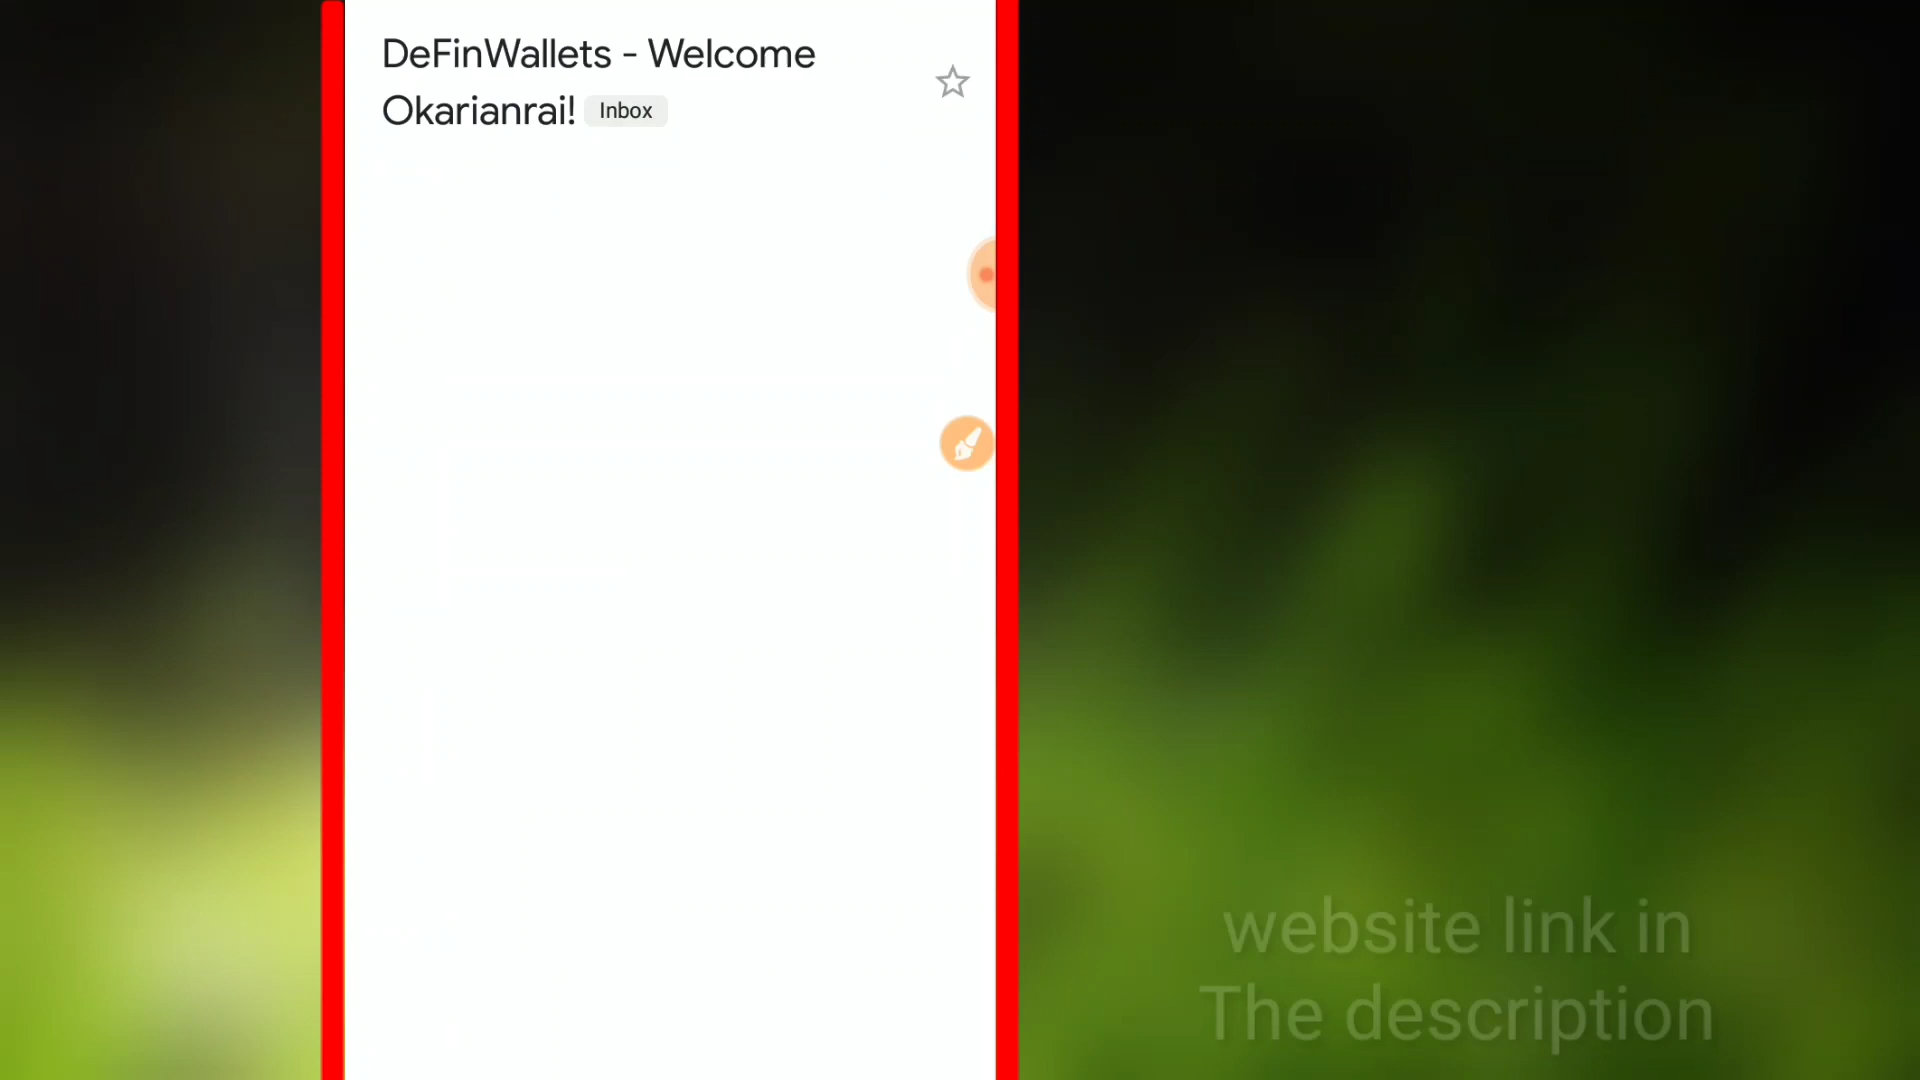 DeFinWallets - Welcome
Okarianrai! Inbox
website link in
The description